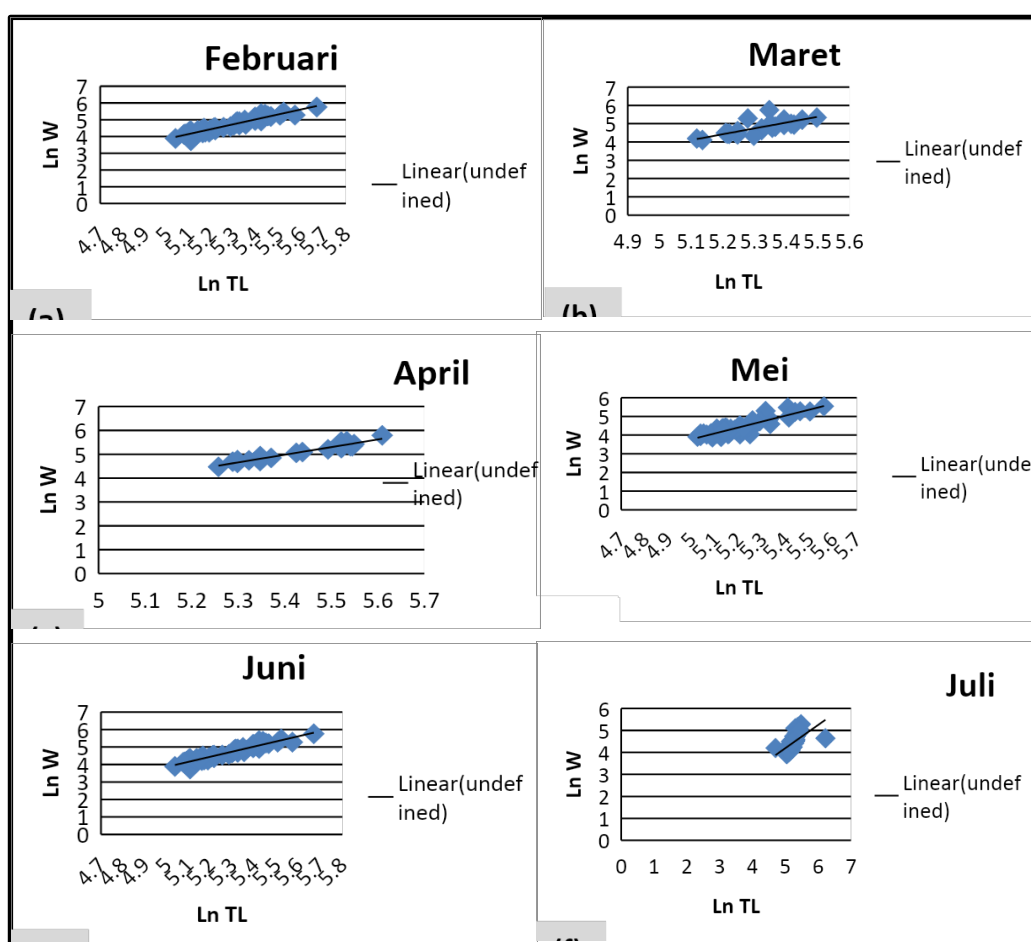 Februari
7
6
5
4
3
2
1
0
Ln W
4.7 4.8 4.9 5 5.1 5.2 5.3 5.4 5.5 5.6 5.7 5.8
Ln TL
Linear(undef
ined)
(a)
Maret
7
6
5
4
3
2
1
0
Ln W
4.9 5 5.1 5.2 5.3 5.4 5.5 5.6
Ln TL
Linear(undef
ined)
(b)
April
7
6
5
4
3
2
1
0
Ln W
5 5.1 5.2 5.3 5.4 5.5 5.6 5.7
Linear(undef
ined)
Mei
6
5
4
3
2
1
0
Ln W
4.7 4.8 4.9 5 5.1 5.2 5.3 5.4 5.5 5.6 5.7
Ln TL
Linear(unde
ined)
Juni
7
6
5
4
3
2
1
0
Ln W
4.7 4.8 4.9 5 5.1 5.2 5.3 5.4 5.5 5.6 5.7 5.8
Ln TL
Linear(undef
ined)
Juli
6
5
4
3
2
1
0
Ln W
0 1 2 3 4 5 6 7
Ln TL
Linear(undef
ined)
(f)